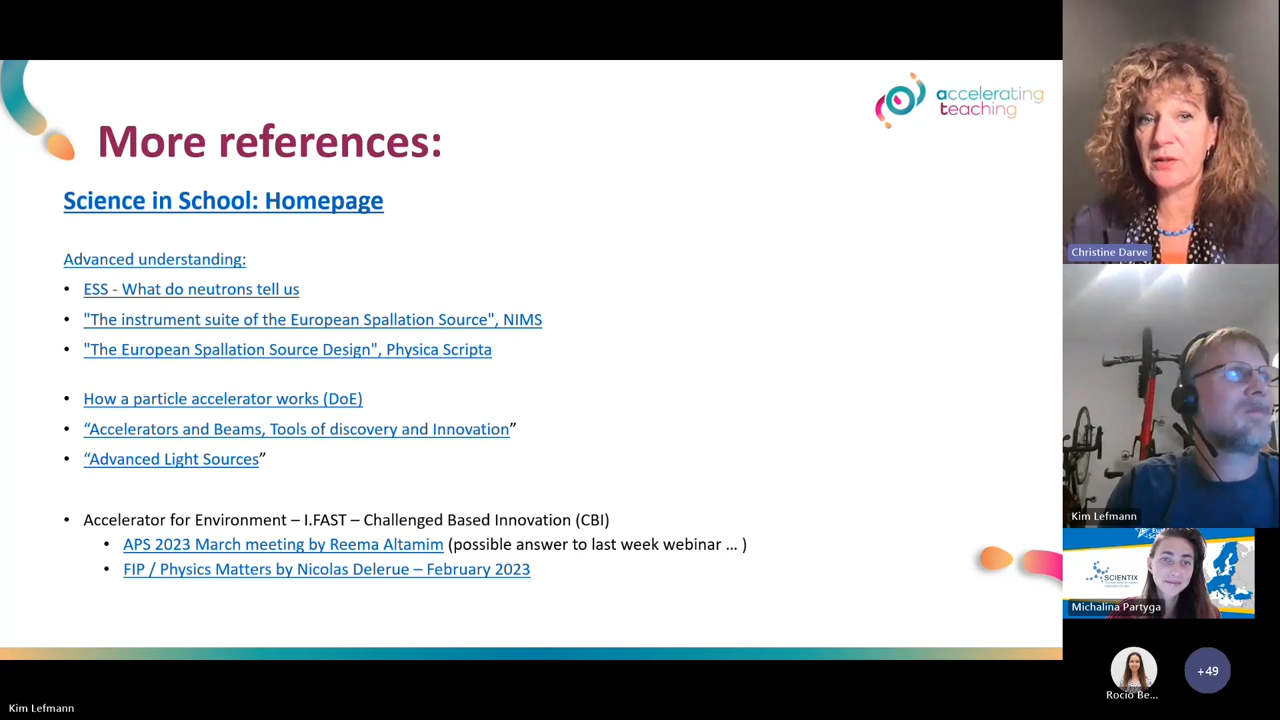 accelerating
teaching
More references:
Science in School: Homepage
Advanced understanding:
• ESS - What do neutrons tell us
• "The instrument suite of the European Spallation Source", NIMS
• "The European Spallation Source Design", Physica Scripta
• How a particle accelerator works (DoE)
• “Accelerators and Beams, Tools of discovery and Innovation”
• “Advanced Light Sources”
• Accelerator for Environment – I.FAST – Challenged Based Innovation (CBI)
• APS 2023 March meeting by Reema Altamim (possible answer to last week webinar ... )
• FIP / Physics Matters by Nicolas Delerue – February 2023
Christine Darve
Kim Lefmann
SCIENTIX
Michalina Partyga
Rocio Be...
+49
Kim Lefmann